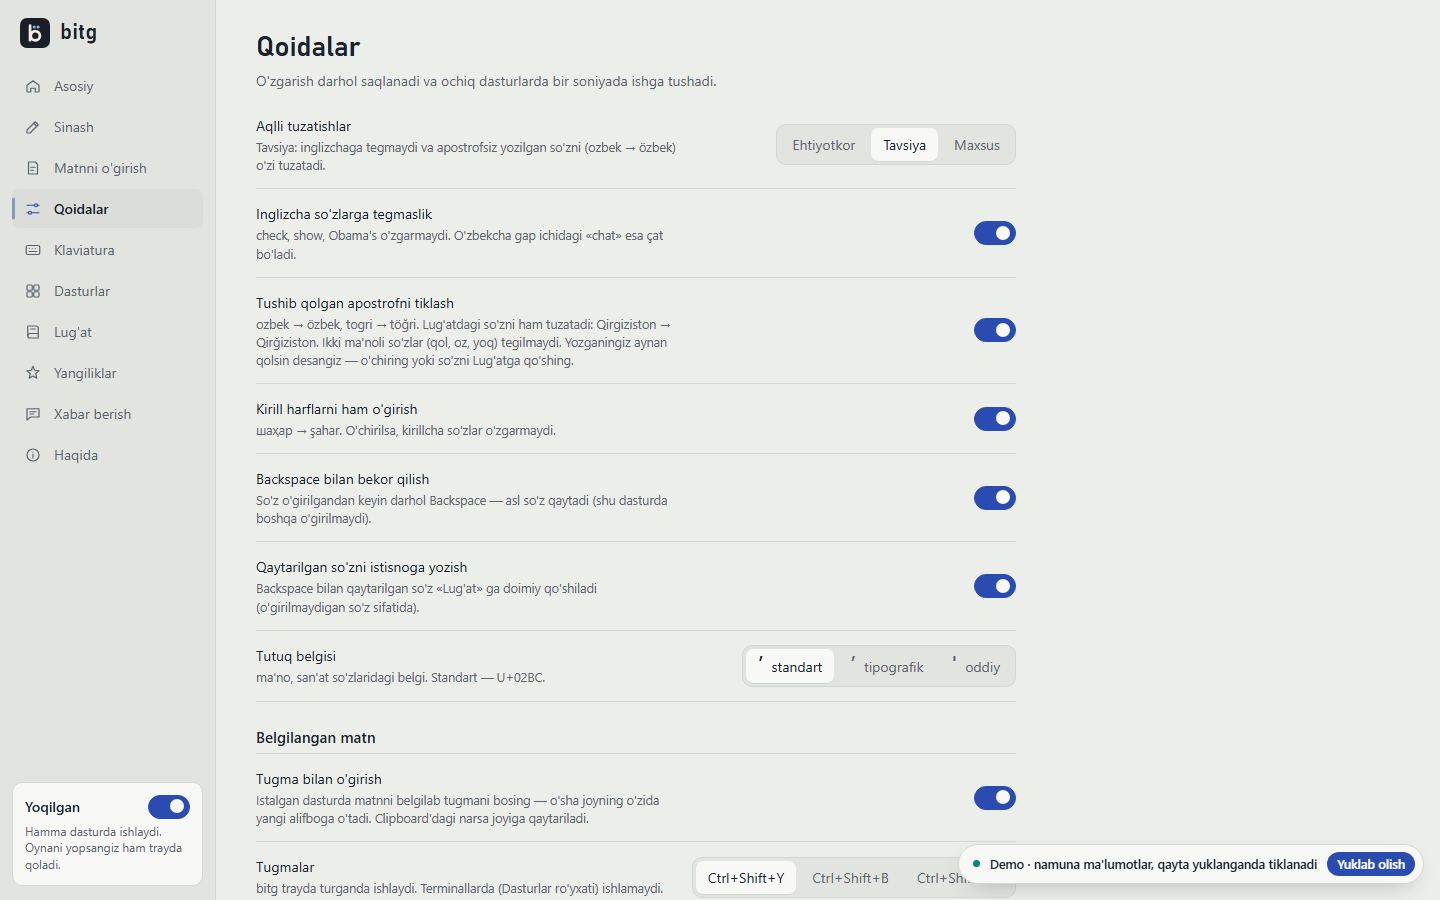 bitg
Asosiy
Sinash
Matnni o'girish
Qoidalar
Klaviatura
Dasturlar
Lug'at
Yangiliklar
Xabar berish
Haqida
Yoqilgan
Hamma dasturda ishlaydi.
Oynani yopsangiz ham trayda
qoladi.
Qoidalar
O'zgarish darhol saqlanadi va ochiq dasturlarda bir soniyada ishga tushadi.
Aqlli tuzatishlar
Tavsiya: inglizchaga tegmaydi va apostrofsiz yozilgan so'zni (ozbek → özbek)
o'zi tuzatadi.
Ehtiyotkor Tavsiya Maxsus
Inglizcha so'zlarga tegmaslik
check, show, Obama's o'zgarmaydi. O'zbekcha gap ichidagi «chat» esa çat
bo'ladi.
Tushib qolgan apostrofni tiklash
ozbek → özbek, togri → töğri. Lug'atdagi so'zni ham tuzatadi: Qirgiziston →
Qirğiziston. Ikki ma'noli so'zlar (qol, oz, yoq) tegilmaydi. Yozganingiz aynan
qolsin desangiz — o'chiring yoki so'zni Lug'atga qo'shing.
Kirill harflarni ham o'girish
шаҳар → şahar. O'chirilsa, kirillcha so'zlar o'zgarmaydi.
Backspace bilan bekor qilish
So'z o'girilgandan keyin darhol Backspace — asl so'z qaytadi (shu dasturda
boshqa o'girilmaydi).
Qaytarilgan so'zni istisnoga yozish
Backspace bilan qaytarilgan so'z «Lug'at» ga doimiy qo'shiladi
(o'girilmaydigan so'z sifatida).
Tutuq belgisi
ma'no, san'at so'zlaridagi belgi. Standart — U+02BC.
ʼ standart ’ tipografik ' oddiy
Belgilangan matn
Tugma bilan o'girish
Istalgan dasturda matnni belgilab tugmani bosing — o'sha joyning o'zida
yangi alifboga o'tadi. Clipboard'dagi narsa joyiga qaytariladi.
Tugmalar
bitg trayda turganda ishlaydi. Terminallarda (Dasturlar ro'yxati) ishlamaydi.
Ctrl+Shift+Y Ctrl+Shift+B
Demo · namuna ma'lumotlar, qayta yuklanganda tiklanadi Yuklab olish